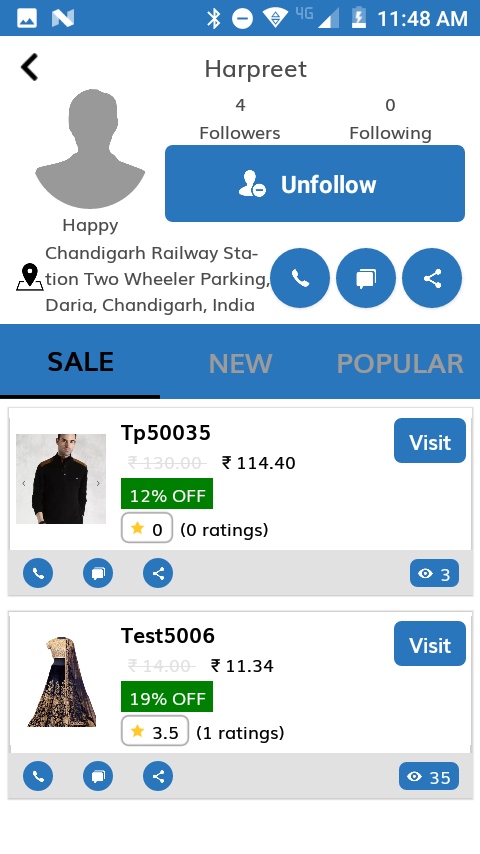 4G
11:48 AM
Harpreet
4
0
Followers
Following
Unfollow
Happy
Chandigarh Railway Sta-
tion Two Wheeler Parking,
Daria, Chandigarh, India
SALE
NEW
POPULAR
Tp50035
Visit
₹ 130.00
₹ 114.40
12% OFF
0
(0 ratings)
3
Test5006
Visit
₹ 14.00
₹ 11.34
19% OFF
3.5
(1 ratings)
35